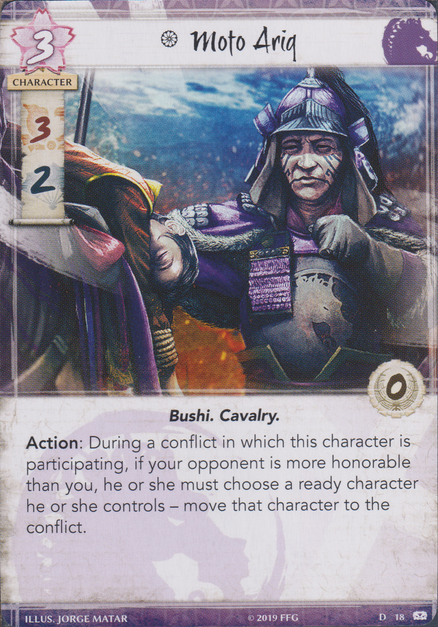 3
Moto Ariq
CHARACTER
3
2
0
Bushi. Cavalry.
Action: During a conflict in which this character is
participating, if your opponent is more honorable
than you, he or she must choose a ready character
he or she controls – move that character to the
conflict.
ILLUS. JORGE MATAR © 2019 FFG D 18